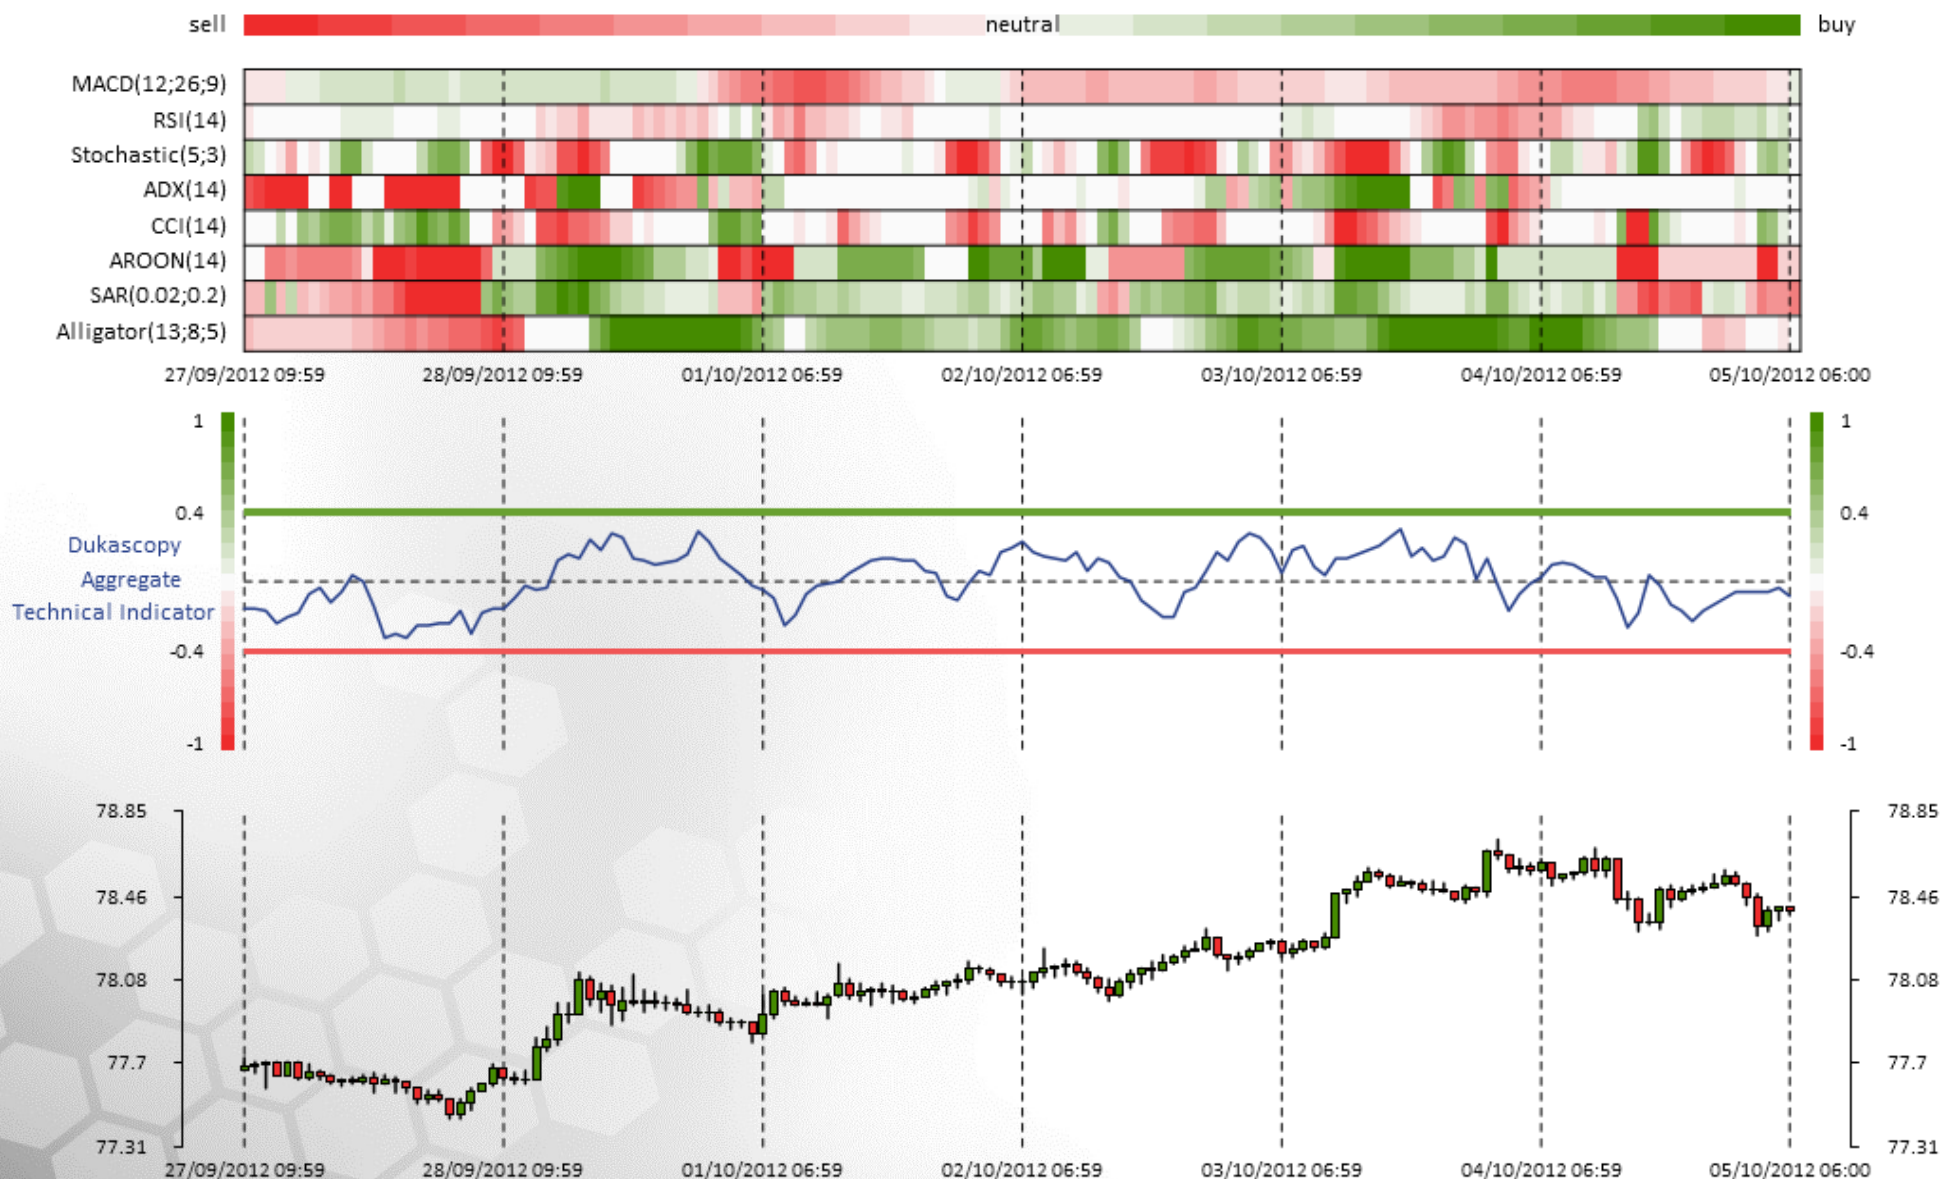 sell neutral buy
MACD(12;26;9)
RSI(14)
Stochastic(5;3)
ADX(14)
CCI(14)
AROON(14)
SAR(0.02;0.2)
Alligator(13;8;5)
27/09/2012 09:59 28/09/2012 09:59 01/10/2012 06:59 02/10/2012 06:59 03/10/2012 06:59 04/10/2012 06:59 05/10/2012 06:00
1 1
0.4 0.4
Dukascopy
Aggregate
Technical Indicator
-0.4 -0.4
-1 -1
78.85 78.85
78.46 78.46
78.08 78.08
77.7 77.7
77.31 77.31
27/09/2012 09:59 28/09/2012 09:59 01/10/2012 06:59 02/10/2012 06:59 03/10/2012 06:59 04/10/2012 06:59 05/10/2012 06:00